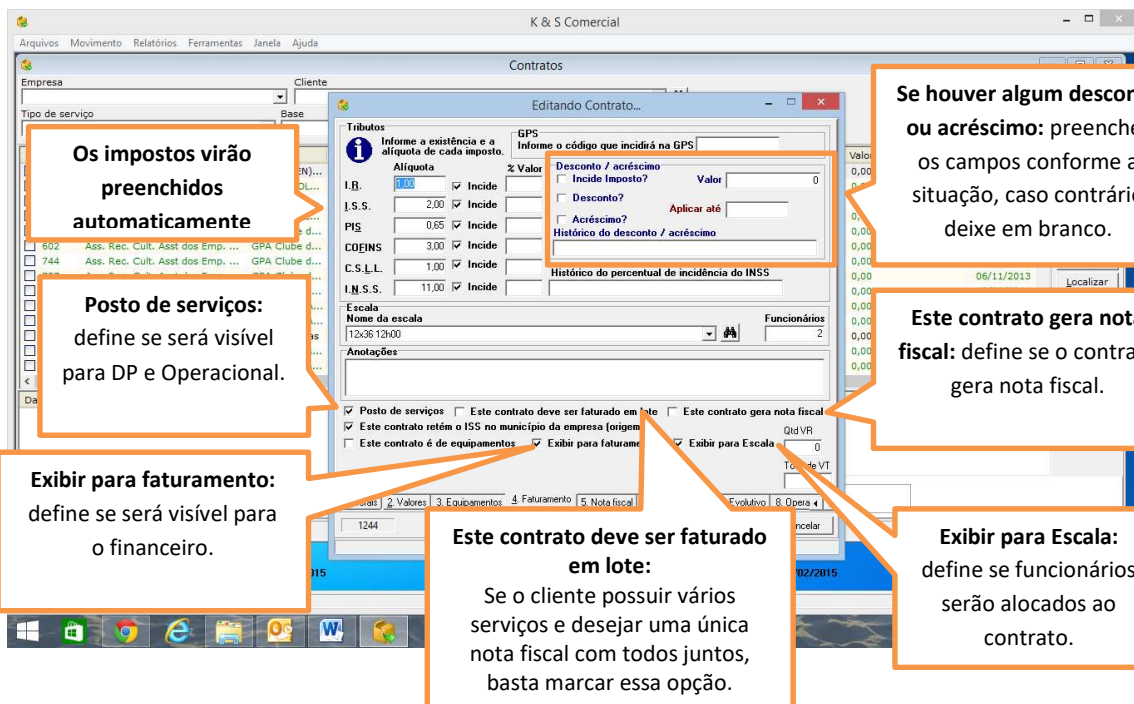 K & S Comercial
Arquivos Movimento Relatórios Ferramentas Janela Ajuda
Contratos
Empresa
Cliente
Tipo de serviço
Base
Editando Contrato...
Os impostos virão
preenchidos
automaticamente
Se houver algum
ou acréscimo:
os campos conforme a
situação, caso
deixe em branco.
Tributos
Informe a existência e a
alíquota de cada imposto.
GPS
Informe o código que incidirá na GPS
Alíquota
% Valor
I.R. 1,00 Incide
I.S.S. 2,00 Incide
PIS 0,65 Incide
COFINS 3,00 Incide
C.S.L.L. 1,00 Incide
I.N.S.S. 11,00 Incide
Desconto / acréscimo
Incide Imposto? Valor 0
Desconto?
Aplicar até
Acréscimo?
Histórico do desconto / acréscimo
Histórico do percentual de incidência do INSS
602 Ass. Rec. Cult. Asst dos Emp. ... GPA Clube d...
744 Ass. Rec. Cult. Asst dos Emp. ... GPA Clube d...
0,00 06/11/2013
Localizar
Escala
Nome da escala
Funcionários
12x36 12h00
2
Anotações
Posto de serviços:
define se será visível
para DP e Operacional.
Este contrato gera
fiscal: define se o
gera nota fiscal.
Posto de serviços Este contrato deve ser faturado em lote Este contrato gera nota fiscal
Este contrato retém o ISS no município da empresa (origem
Qtd VR
Este contrato é de equipamentos Exibir para Exibir para Escala 0
de VT
2. Valores 3. Equipamentos 4. Faturamento 5. Nota fiscal 8. Opera
1244
Exibir para faturamento:
define se será visível para
o financeiro.
Este contrato deve ser faturado
em lote:
Se o cliente possuir vários
serviços e desejar uma única
nota fiscal com todos juntos,
basta marcar essa opção.
Exibir para Escala:
define se funcionários
serão alocados ao
contrato.
/02/2015